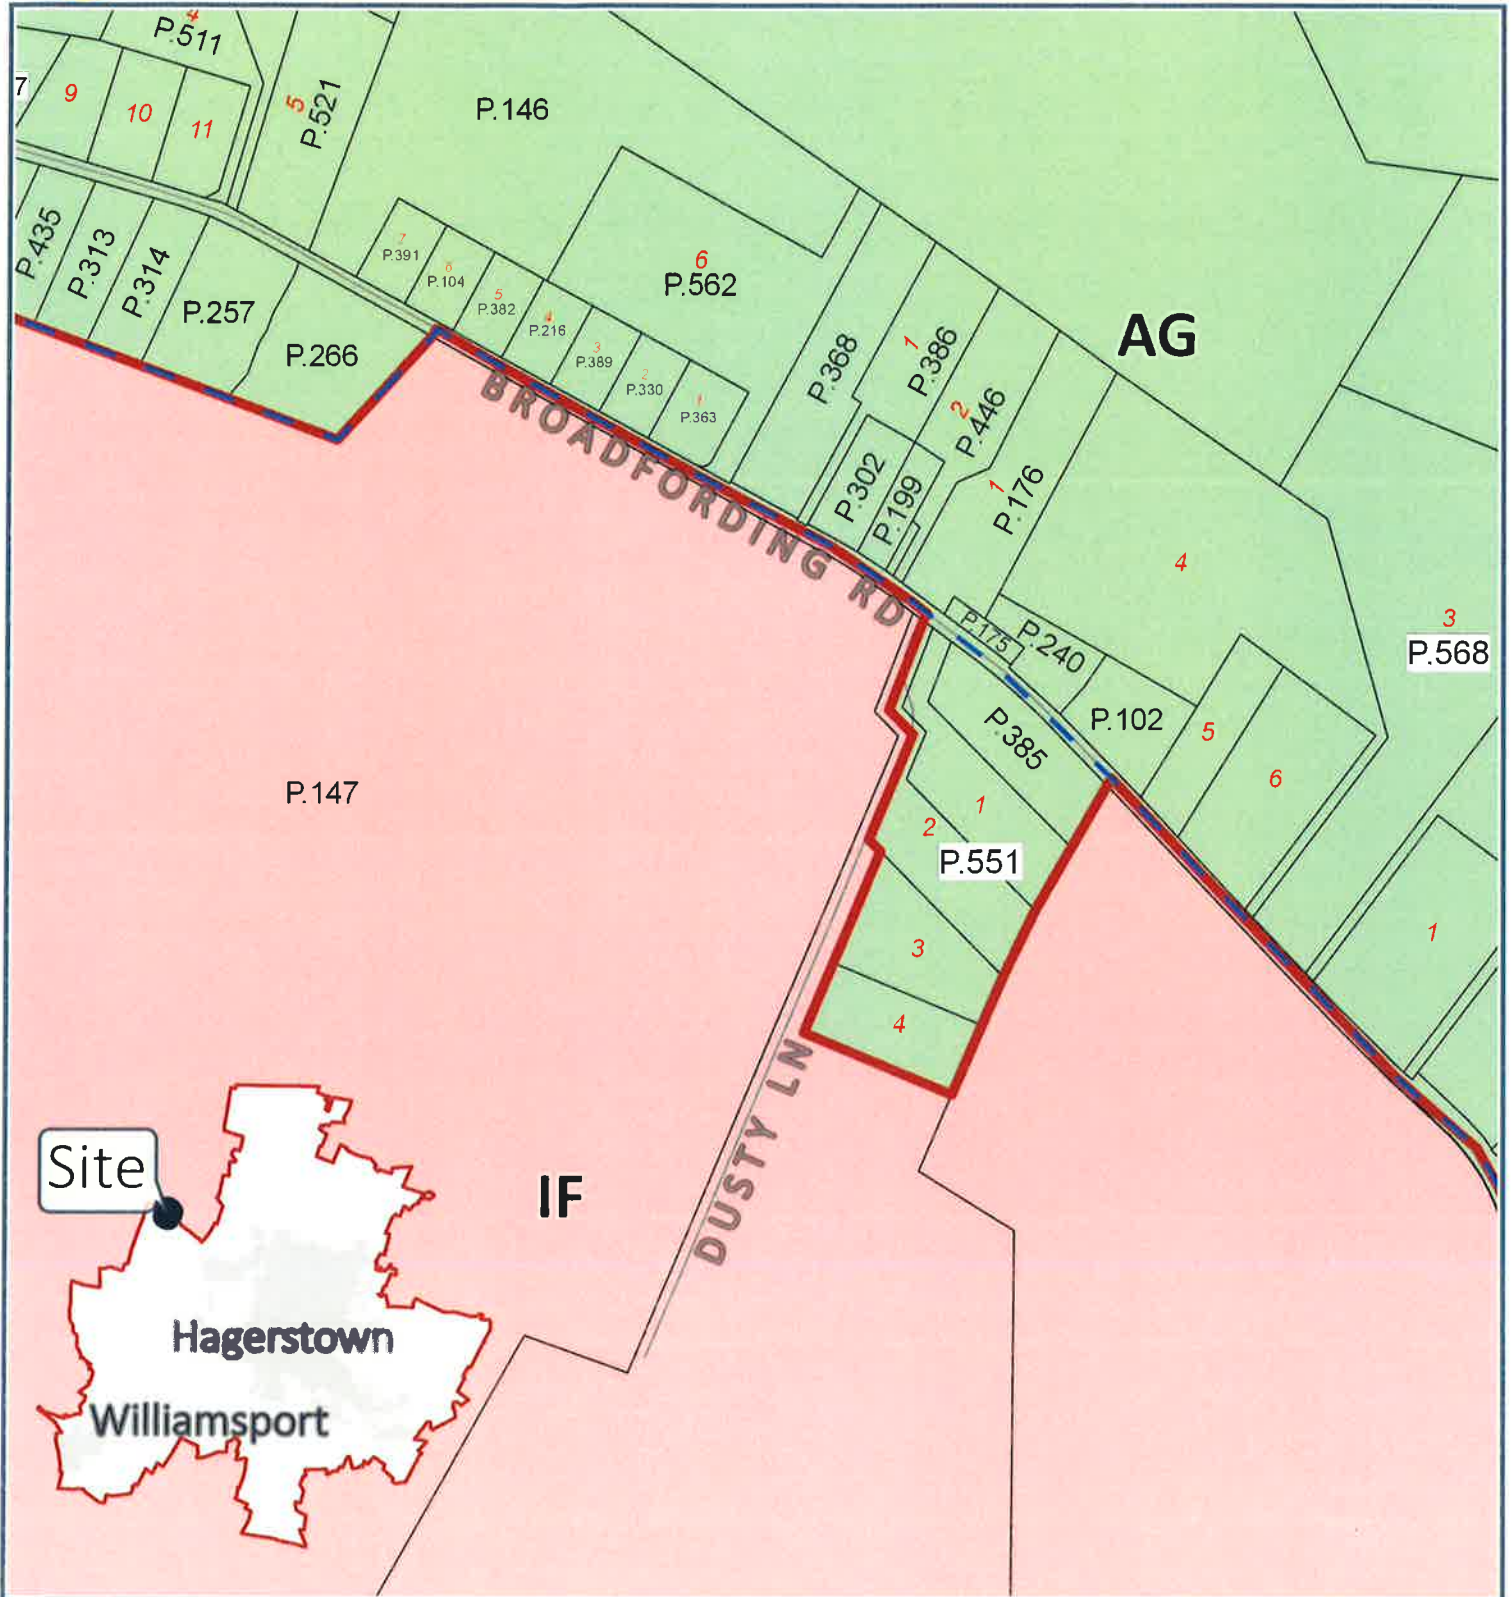 4
P.511
7
9
10
11
5
P.521
P.146
P.435
P.313
P.314
P.257
P.266
7
P.391
6
P.104
5
P.382
4
P.216
3
P.389
2
P.330
1
P.363
6
P.562
P.368
1
P.386
2
P.446
AG
P.302
P.199
1
P.176
4
3
P.568
BROADFORDING RD
P.175
P.240
P.102
5
6
P.385
1
2
P.551
3
4
1
P.147
DUSTY LN
IF
Site
Hagerstown
Williamsport